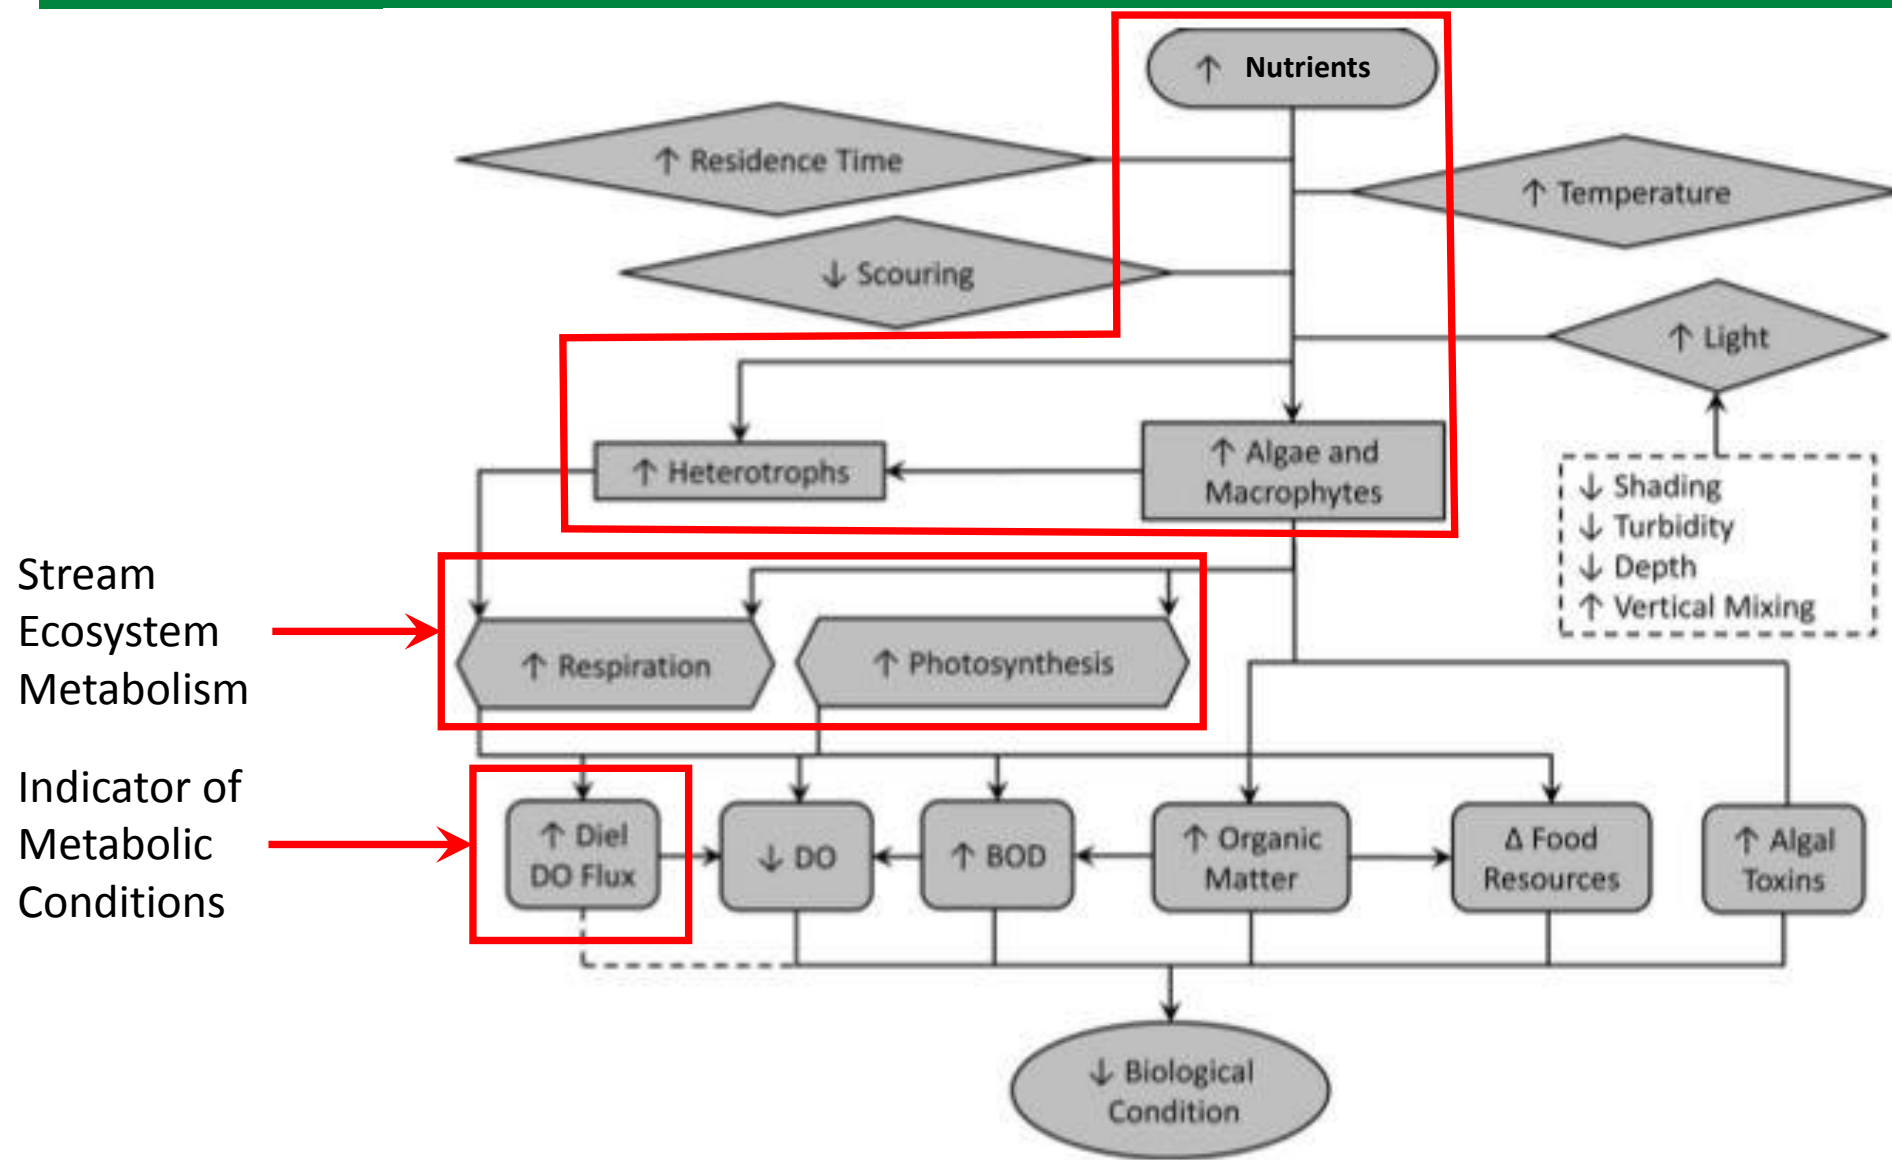 ↑ Nutrients
↑ Residence Time
↑ Temperature
↓ Scouring
↑ Light
↑ Heterotrophs
↑ Algae and
Macrophytes
↓ Shading
↓ Turbidity
↓ Depth
↑ Vertical Mixing
Stream
Ecosystem
Metabolism
↑ Respiration
↑ Photosynthesis
Indicator of
Metabolic
Conditions
↑ Diel
DO Flux
↓ DO
↑ BOD
↑ Organic
Matter
Δ Food
Resources
↑ Algal
Toxins
↓ Biological
Condition